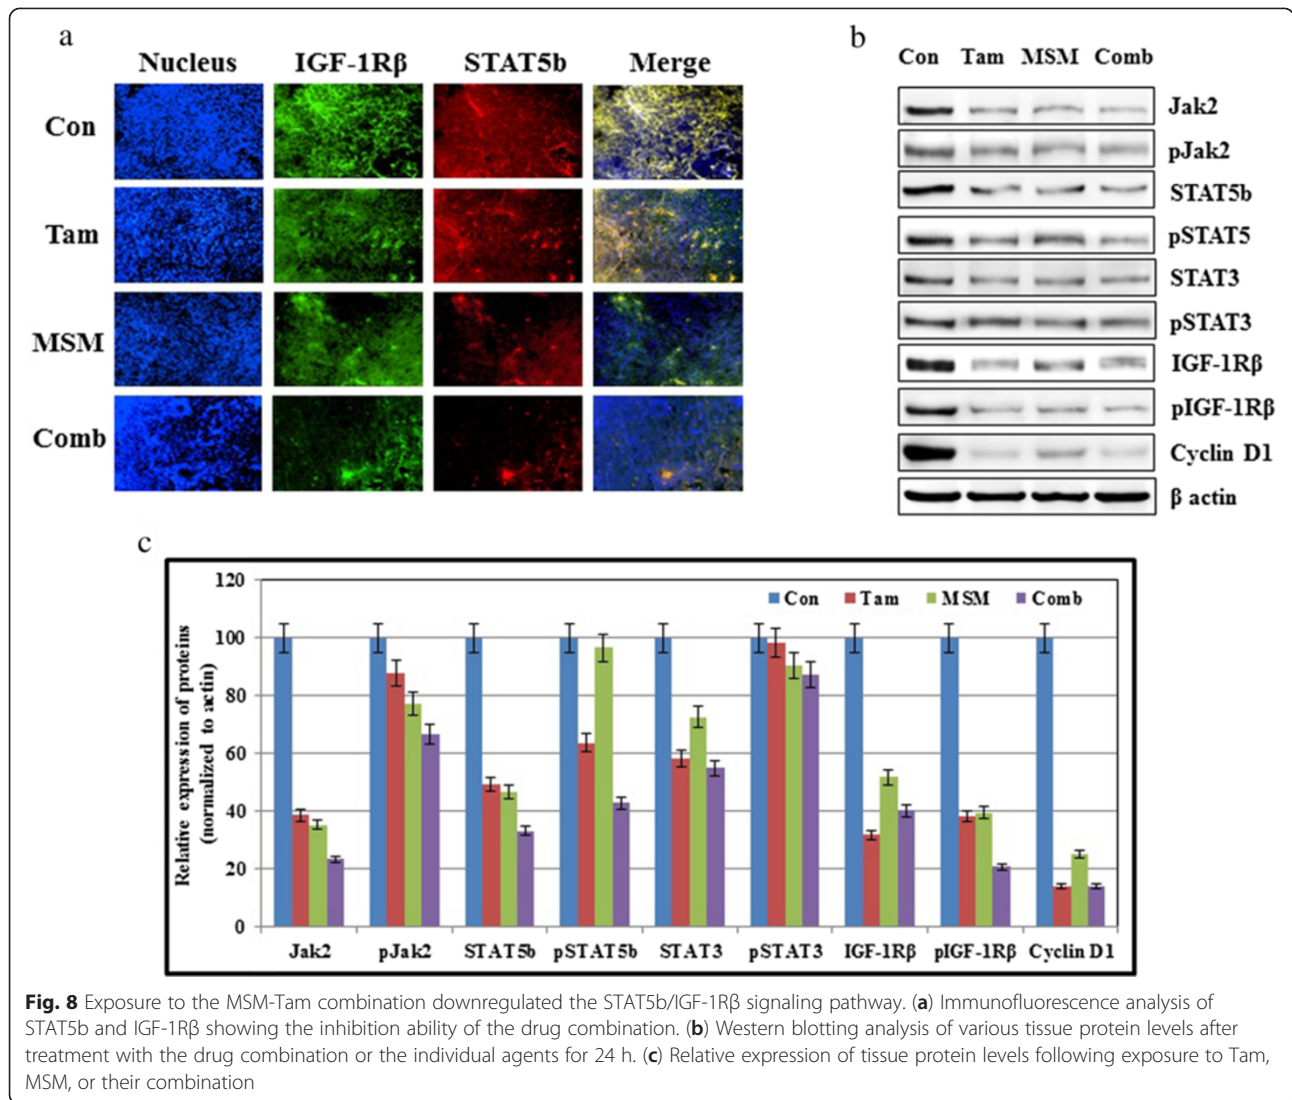 a
Nucleus IGF-1Rβ STAT5b Merge
Con
Tam
MSM
Comb
b
Con Tam MSM Comb
Jak2
pJak2
STAT5b
pSTAT5
STAT3
pSTAT3
IGF-1Rβ
pIGF-1Rβ
Cyclin D1
β actin
c
Relative expression of proteins
(normalized to actin)
120
100
80
60
40
20
0
Con Tam MSM Comb
Jak2 pJak2 STAT5b pSTAT5b STAT3 pSTAT3 IGF-1Rβ pIGF-1Rβ Cyclin D1
Fig. 8 Exposure to the MSM-Tam combination downregulated the STAT5b/IGF-1Rβ signaling pathway. (a) Immunofluorescence analysis of
STAT5b and IGF-1Rβ showing the inhibition ability of the drug combination. (b) Western blotting analysis of various tissue protein levels after
treatment with the drug combination or the individual agents for 24 h. (c) Relative expression of tissue protein levels following exposure to Tam,
MSM, or their combination